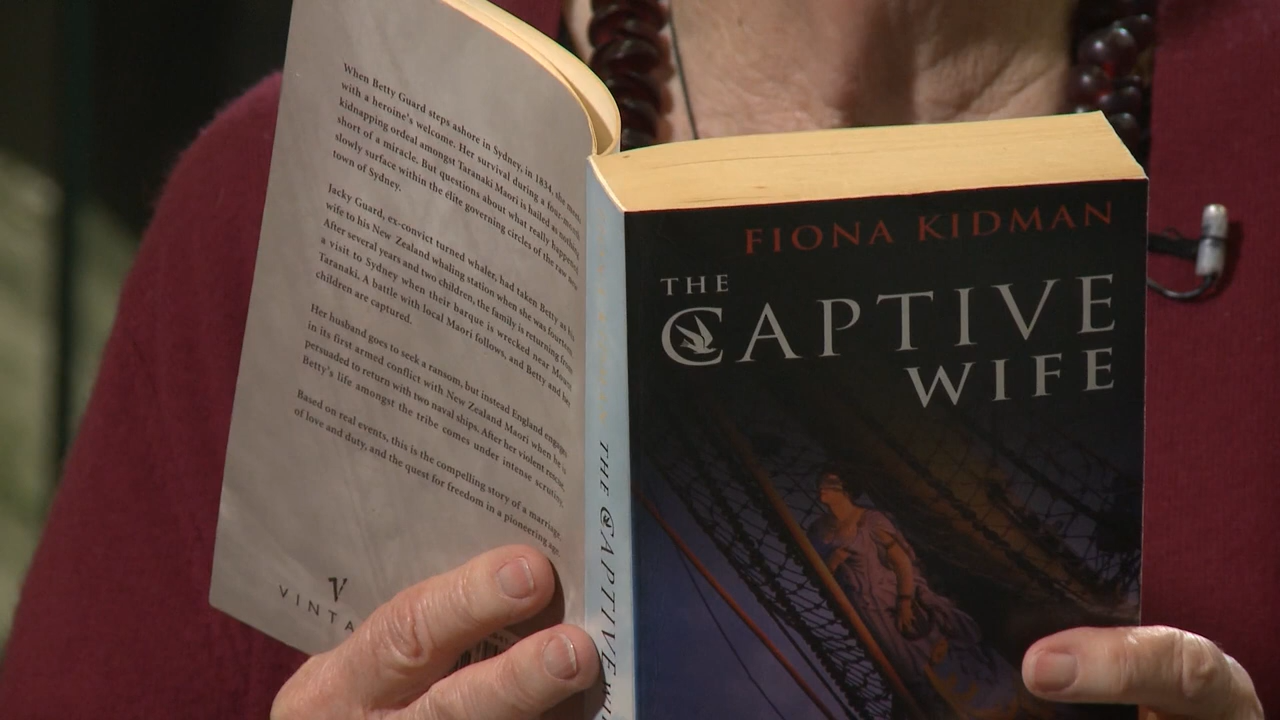 When Betty Guard steps ashore in Sydney, in 1834, she meets
with a heroine's welcome. Her survival during a four-month
kidnapping ordeal amongst Taranaki Maori is hailed as nothing
short of a miracle. But questions about what really happened
slowly surface within the élite governing circles of the raw new
town of Sydney.
Jacky Guard, ex-convict turned whaler, had taken Betty as his
wife to his New Zealand whaling station when she was fourteen.
After several years and two children, the family is returning from
a visit to Sydney when their barque is wrecked near Mount
Taranaki. A battle with local Maori follows, and Betty and her
children are captured.
Her husband goes to seek a ransom, but instead England engages
in its first armed conflict with New Zealand Maori when he is
persuaded to return with two naval ships. After her violent rescue,
Betty's life amongst the tribe comes under intense scrutiny.
Based on real events, this is the compelling story of a marriage,
of love and duty, and the quest for freedom in a pioneering age.
V
VINTA
THE CAPTIVE WI
FIONA KIDMAN
THE
CAPTIVE
WIFE